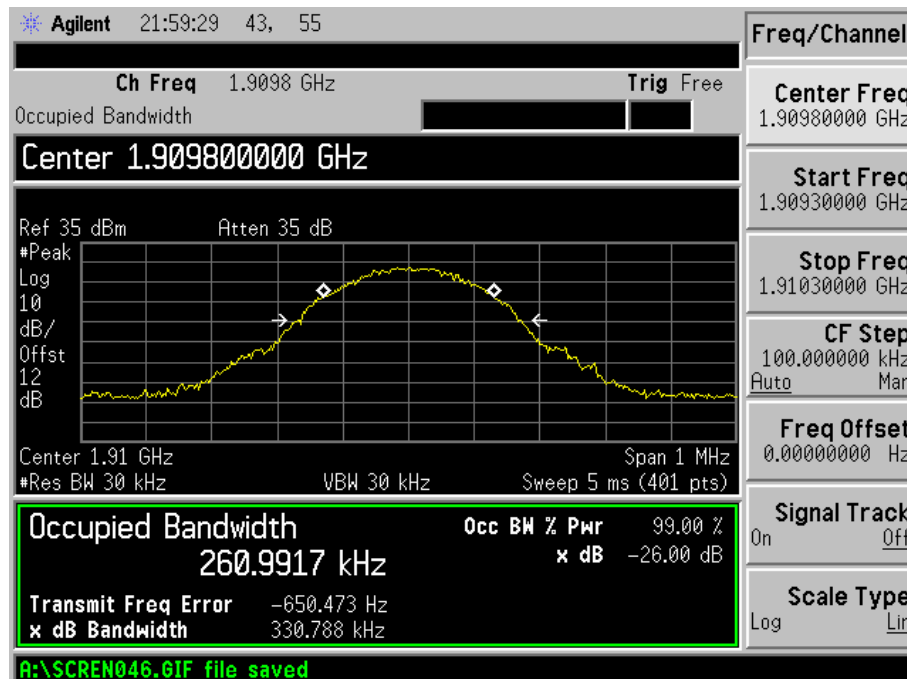 Agilent 21:59:29 43, 55
Ch Freq 1.9098 GHz Trig Free
Occupied Bandwidth
Center 1.909800000 GHz
Ref 35 dBm Atten 35 dB
#Peak
Log
10
dB/
Offst
12
dB
Center 1.91 GHz Span 1 MHz
#Res BW 30 kHz VBW 30 kHz Sweep 5 ms (401 pts)
Occupied Bandwidth Occ BW % Pwr 99.00 %
260.9917 kHz x dB -26.00 dB
Transmit Freq Error -650.473 Hz
x dB Bandwidth 330.788 kHz
A:\SCREN046.GIF file saved
Freq/Channel
Center Freq
1.90980000 GHz
Start Freq
1.90930000 GHz
Stop Freq
1.91030000 GHz
CF Step
100.000000 kHz
Auto Man
Freq Offset
0.00000000 Hz
Signal Track
On Off
Scale Type
Log Lin